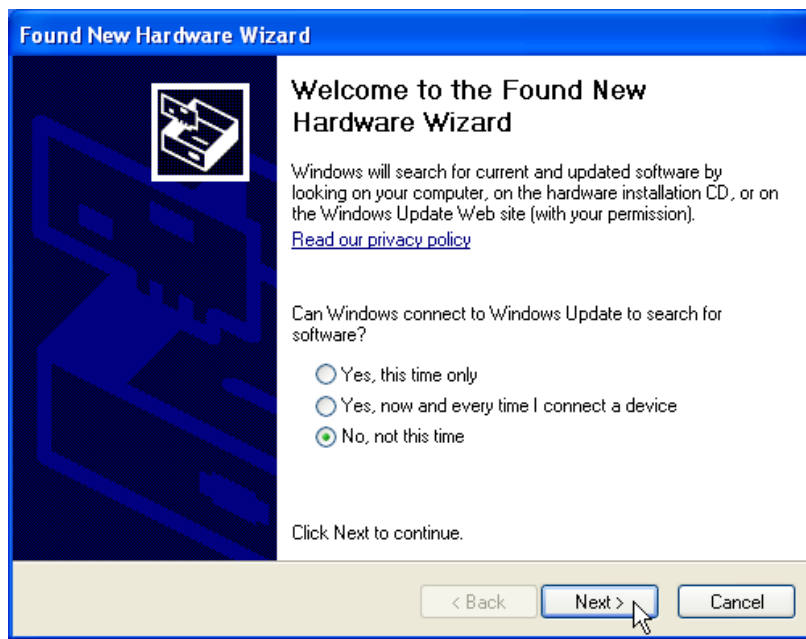 Found New Hardware Wizard
Welcome to the Found New
Hardware Wizard
Windows will search for current and updated software by
looking on your computer, on the hardware installation CD, or on
the Windows Update Web site (with your permission).
Read our privacy policy
Can Windows connect to Windows Update to search for
software?
Yes, this time only
Yes, now and every time I connect a device
No, not this time
Click Next to continue.
< Back Next > Cancel